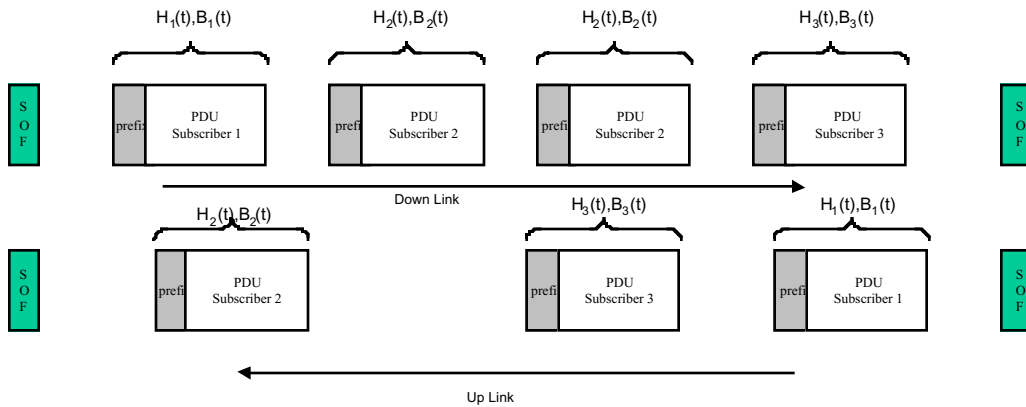 H1(t),B1(t) H2(t),B2(t) H2(t),B2(t) H3(t),B3(t)
S
O
F
prefix
PDU
Subscriber 1
prefi
PDU
Subscriber 2
prefi
PDU
Subscriber 2
prefi
PDU
Subscriber 3
S
O
F
Down Link
H2(t),B2(t) H3(t),B3(t) H1(t),B1(t)
S
O
F
prefi
PDU
Subscriber 2
prefi
PDU
Subscriber 3
prefi
PDU
Subscriber 1
S
O
F
Up Link